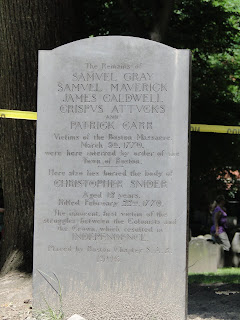 The Remains of
SAMVEL GRAY
SAMVEL MAVERICK
JAMES CALDWELL
CRISPVS ATTVCKS
AND
PATRICK CARR
Victims of the Boston Massacre,
March 5th, 1770,
were here interred by order of the
Town of Boston.
Here also lies buried the body of
CHRISTOPHER SNIDER
Aged 12 years,
Killed February 22nd, 1770,
The innocent, first victim of the
struggles between the Colonists and
the Crown, which resulted in
INDEPENDENCE
Placed by Boston Chapter, S.A.R.
1906.